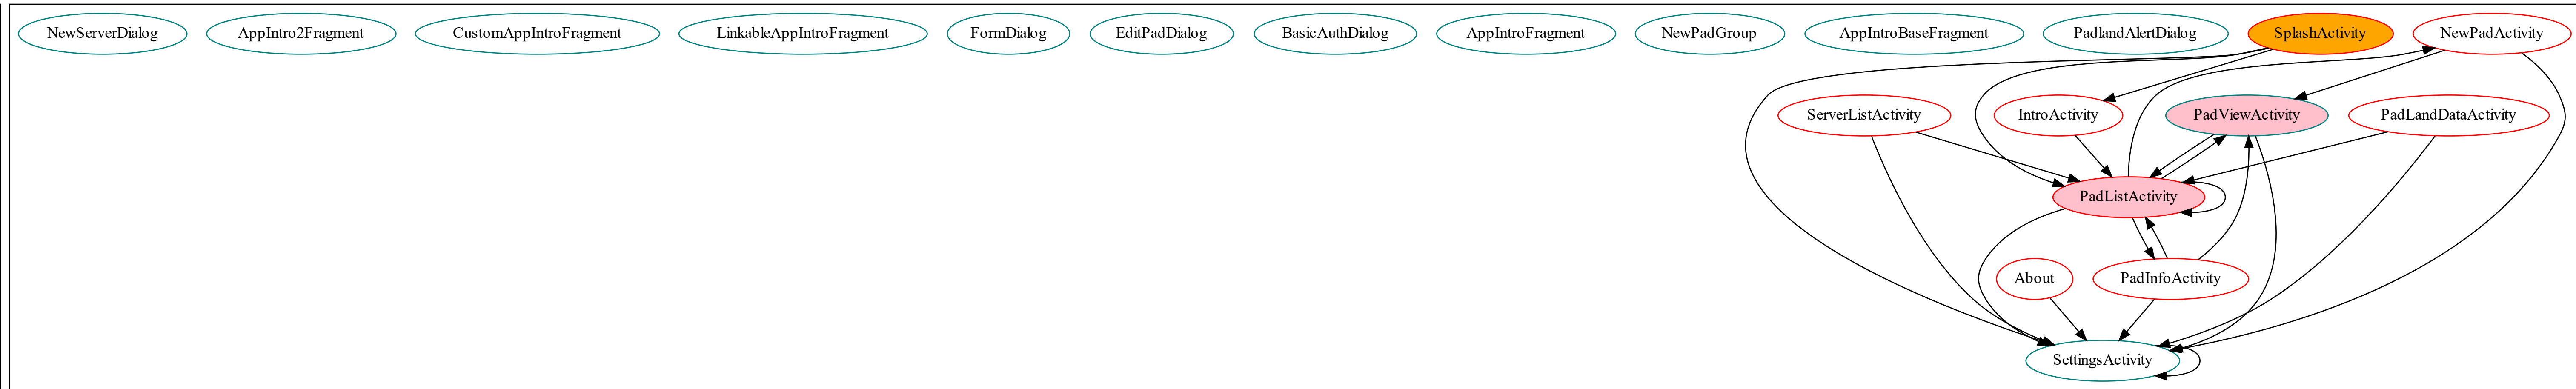 NewServerDialog
AppIntro2Fragment
CustomAppIntroFragment
LinkableAppIntroFragment
FormDialog
EditPadDialog
BasicAuthDialog
AppIntroFragment
NewPadGroup
AppIntroBaseFragment
PadlandAlertDialog
SplashActivity
NewPadActivity
ServerListActivity
IntroActivity
PadViewActivity
PadLandDataActivity
PadListActivity
About
PadInfoActivity
SettingsActivity